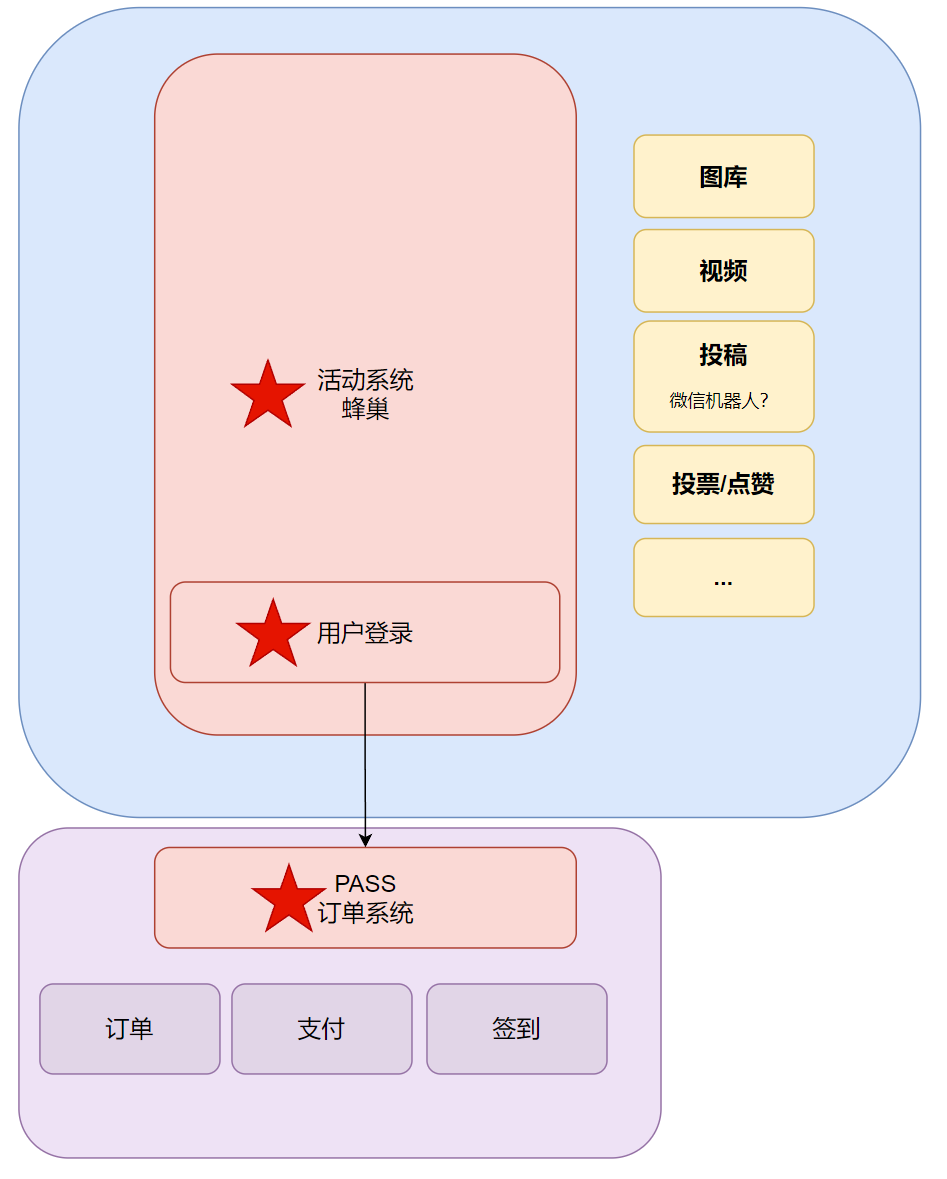 图库
视频
投稿
微信机器人？
活动系统
蜂巢
投票/点赞
...
用户登录
PASS
订单系统
订单
支付
签到